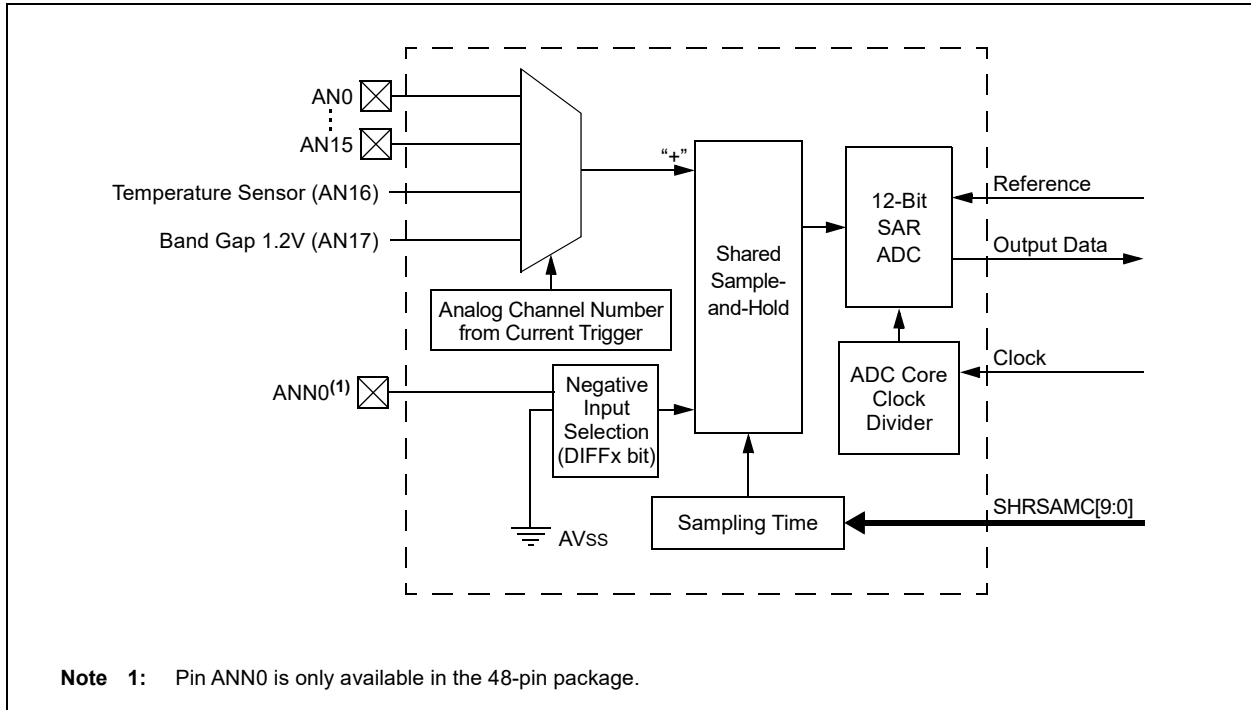 AN0
AN15
Temperature Sensor (AN16)
Band Gap 1.2V (AN17)
Analog Channel Number
from Current Trigger
“+”
Shared
Sample-
and-Hold
12-Bit
SAR
ADC
Reference
Output Data
ADC Core
Clock
Divider
Clock
ANN0(1)
Negative
Input
Selection
(DIFFx bit)
AVSS
Sampling Time
SHRSAMC[9:0]
Note 1: Pin ANN0 is only available in the 48-pin package.